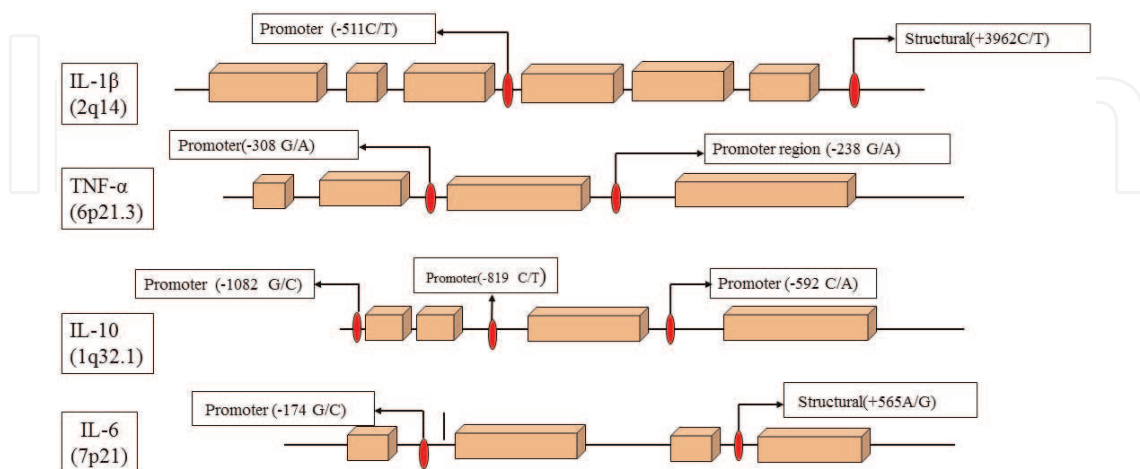 Promoter (-511C/T)
Structural(+3962C/T)
IL-1β
(2q14)
Promoter(-308 G/A)
Promoter region (-238 G/A)
TNF-α
(6p21.3)
Promoter (-1082 G/C)
Promoter(-819 C/T)
Promoter (-592 C/A)
IL-10
(1q32.1)
Promoter (-174 G/C)
Structural(+565A/G)
IL-6
(7p21)